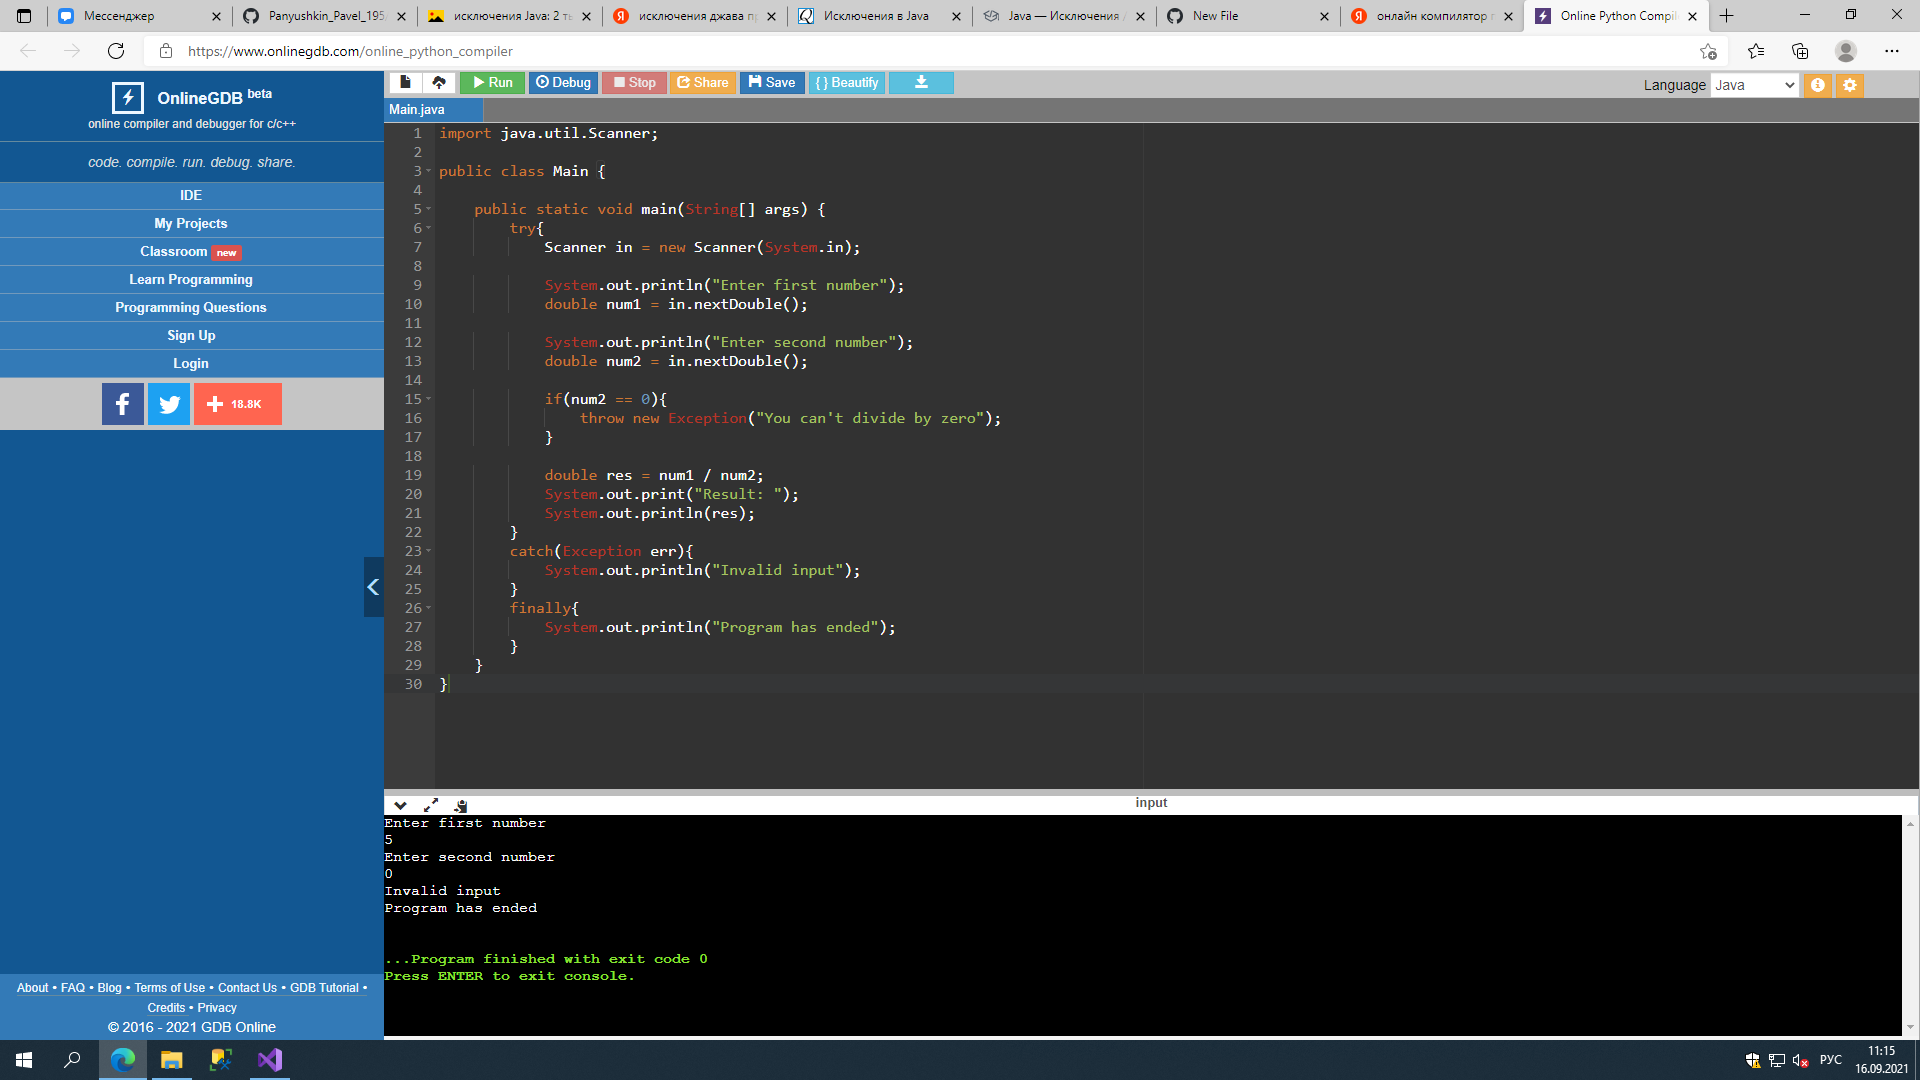 Мессенджер
Panyushkin_Pavel_195
исключения Java: 2 т
исключения джава п
Исключения в Java
Java — Исключения
New File
онлайн компилятор
Online Python Compil
https://www.onlinegdb.com/online_python_compiler
OnlineGDB beta
online compiler and debugger for c/c++
code. compile. run. debug. share.
IDE
My Projects
Classroom new
Learn Programming
Programming Questions
Sign Up
Login
18.8K
About • FAQ • Blog • Terms of Use • Contact Us • GDB Tutorial •
Credits • Privacy
© 2016 - 2021 GDB Online
Run Debug Stop Share Save {} Beautify
Language Java
Main.java
1 import java.util.Scanner;
2
3 public class Main {
4
5 public static void main(String[] args) {
6 try{
7 Scanner in = new Scanner(System.in);
8
9 System.out.println("Enter first number");
10 double num1 = in.nextDouble();
11
12 System.out.println("Enter second number");
13 double num2 = in.nextDouble();
14
15 if(num2 == 0){
16 throw new Exception("You can't divide by zero");
17 }
18
19 double res = num1 / num2;
20 System.out.print("Result: ");
21 System.out.println(res);
22 }
23 catch(Exception err){
24 System.out.println("Invalid input");
25 }
26 finally{
27 System.out.println("Program has ended");
28 }
29 }
30 }
input
Enter first number
5
Enter second number
0
Invalid input
Program has ended
...Program finished with exit code 0
Press ENTER to exit console.
РУС
11:15
16.09.2021